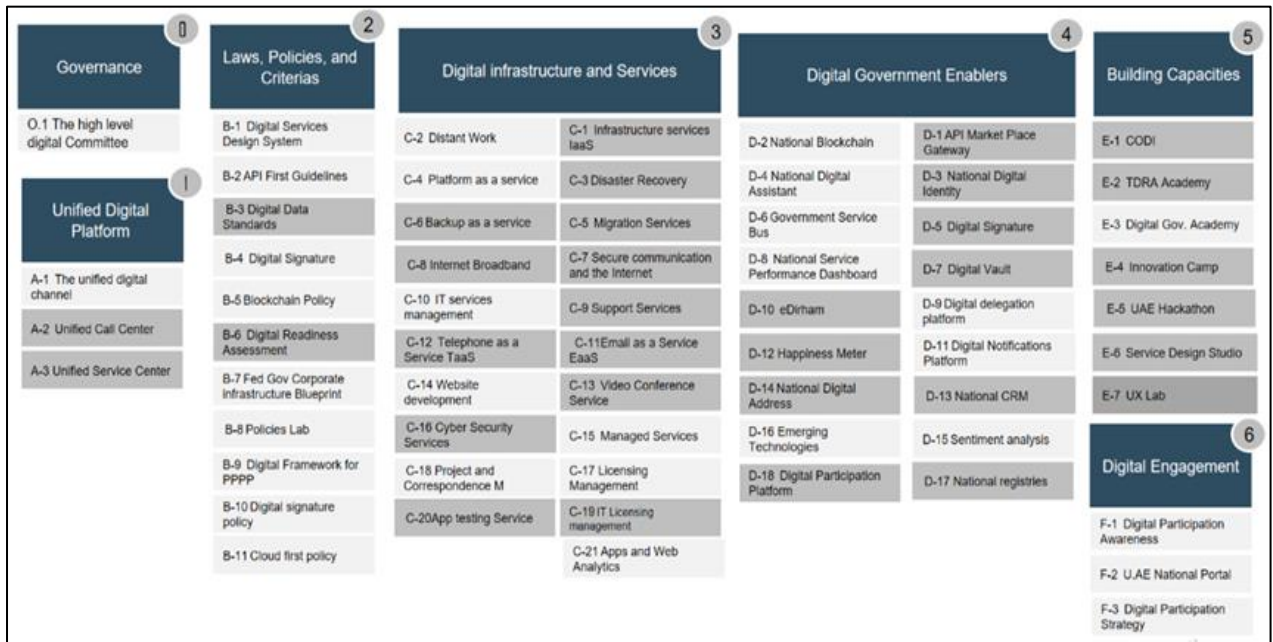 0
Governance
O.1 The high level
digital Committee
|
Unified Digital
Platform
A-1 The unified digital
channel
A-2 Unified Call Center
A-3 Unified Service Center
2
Laws, Policies, and
Criterias
B-1 Digital Services
Design System
B-2 API First Guidelines
B-3 Digital Data
Standards
B-4 Digital Signature
B-5 Blockchain Policy
B-6 Digital Readiness
Assessment
B-7 Fed Gov Corporate
Infrastructure Blueprint
B-8 Policies Lab
B-9 Digital Framework for
PPPP
B-10 Digital signature
policy
B-11 Cloud first policy
3
Digital infrastructure and Services
C-2 Distant Work
C-4 Platform as a service
C-6 Backup as a service
C-8 Internet Broadband
C-10 IT services
management
C-12 Telephone as a
Service TaaS
C-14 Website
development
C-16 Cyber Security
Services
C-18 Project and
Correspondence M
C-20App testing Service
C-1 Infrastructure services
IaaS
C-3 Disaster Recovery
C-5 Migration Services
C-7 Secure communication
and the Internet
C-9 Support Services
C-11Email as a Service
EaaS
C-13 Video Conference
Service
C-15 Managed Services
C-17 Licensing
Management
C-19 IT Licensing
management
C-21 Apps and Web
Analytics
4
Digital Government Enablers
D-2 National Blockchain
D-4 National Digital
Assistant
D-6 Government Service
Bus
D-8 National Service
Performance Dashboard
D-10 eDirham
D-12 Happiness Meter
D-14 National Digital
Address
D-16 Emerging
Technologies
D-18 Digital Participation
Platform
D-1 API Market Place
Gateway
D-3 National Digital
Identity
D-5 Digital Signature
D-7 Digital Vault
D-9 Digital delegation
platform
D-11 Digital Notifications
Platform
D-13 National CRM
D-15 Sentiment analysis
D-17 National registries
5
Building Capacities
E-1 CODI
E-2 TDRA Academy
E-3 Digital Gov. Academy
E-4 Innovation Camp
E-5 UAE Hackathon
E-6 Service Design Studio
E-7 UX Lab
6
Digital Engagement
F-1 Digital Participation
Awareness
F-2 U.AE National Portal
F-3 Digital Participation
Strategy